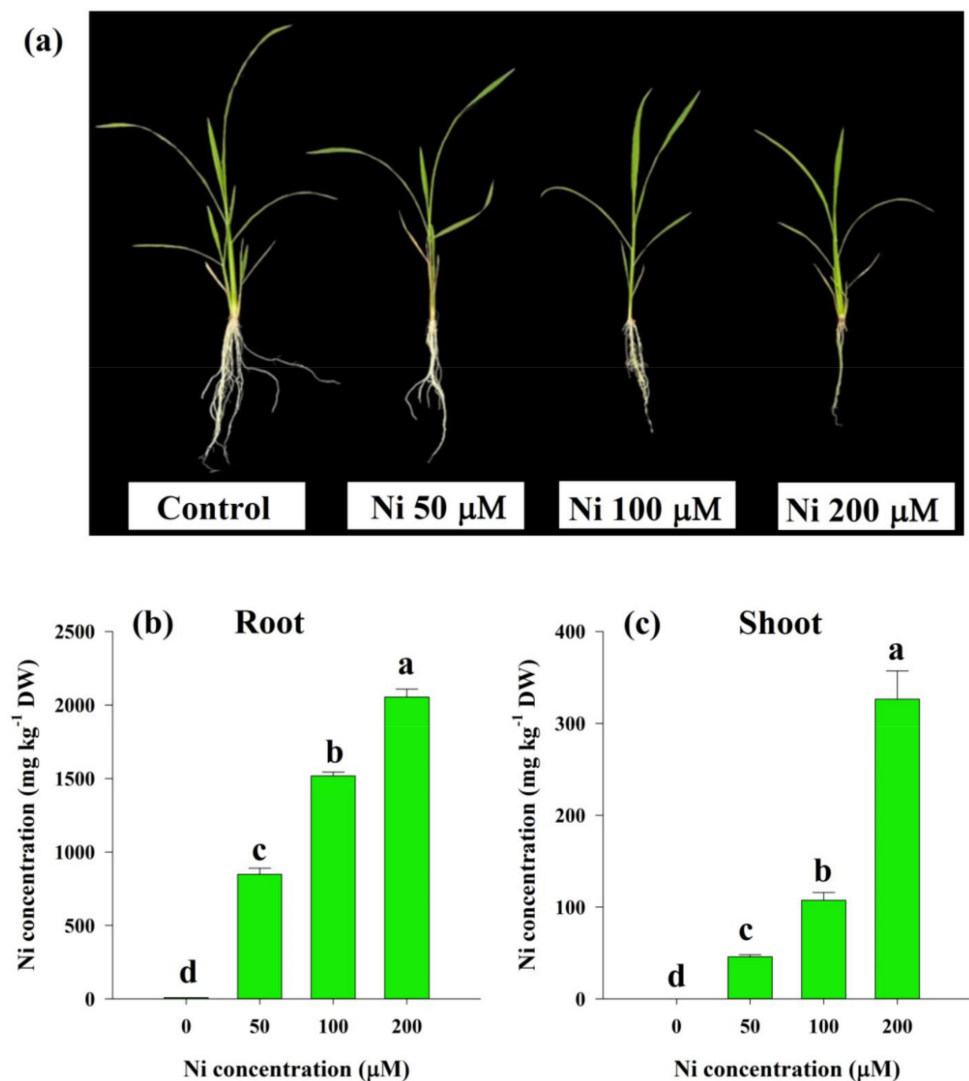 (a)
Control
Ni 50 μM
Ni 100 μM
Ni 200 μM
(b) Root
2500
2000
1500
1000
500
0
Ni concentration (mg kg⁻¹ DW)
d
c
b
a
0 50 100 200
Ni concentration (μM)
(c) Shoot
400
300
200
100
0
Ni concentration (mg kg⁻¹ DW)
d
c
b
a
0 50 100 200
Ni concentration (μM)